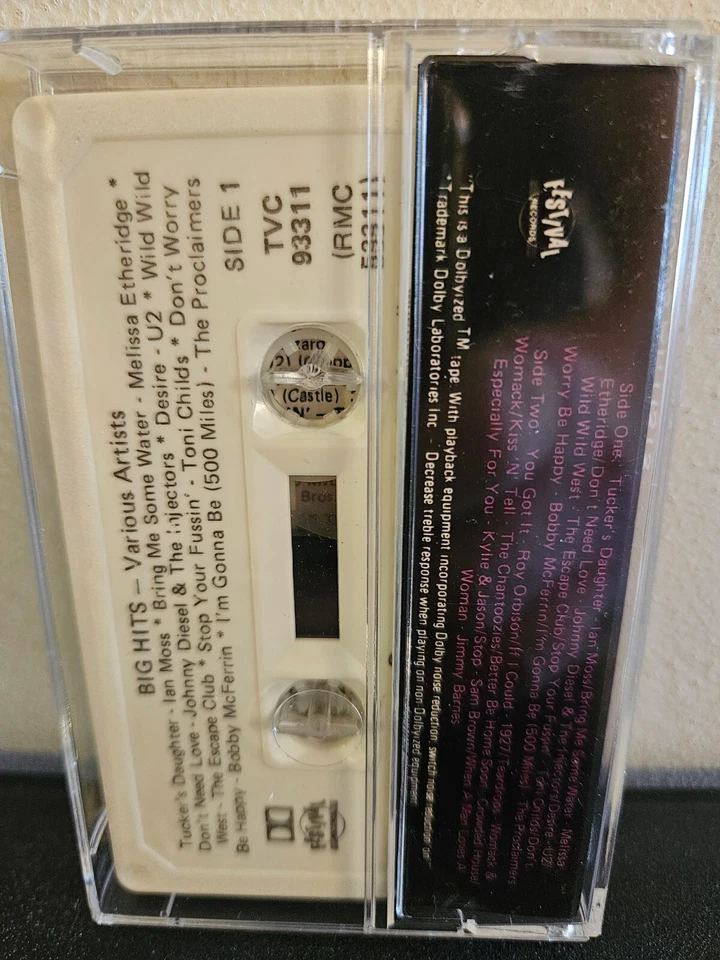 BIG HITS — Various Artists
Tucker's Daughter - Ian Moss * Bring Me Some Water - Melissa Etheridge *
Don't Need Love - Johnny Diesel & The Injectors * Desire - U2 * Wild Wild
West - The Escape Club * Stop Your Fussin' - Toni Childs * Don't Worry
Be Happy - Bobby McFerrin * I'm Gonna Be (500 Miles) - The Proclaimers
SIDE 1
TVC
93311
(RMC
53311)
(Castle)
Bros.
FESTIVAL
RECORDS
Side One: Tucker's Daughter - Ian Moss/Bring Me Some Water - Melissa
Etheridge/Don't Need Love - Johnny Diesel & The Injectors/Desire - U2/
Wild Wild West - The Escape Club/Stop Your Fussin' - Toni Childs/Don't
Worry Be Happy - Bobby McFerrin/I'm Gonna Be (500 Miles) - The Proclaimers
Side Two: You Got It - Roy Orbison/If I Could - 1927/Teardrops - Womack &
Womack/Kiss 'N' Tell - The Chantoozies/Better Be Home Soon - Crowded House/
Especially For You - Kylie & Jason/Stop - Sam Brown/When A Man Loves A
Woman - Jimmy Barnes
"This is a Dolbyized TM tape. With playback equipment incorporating Dolby noise reduction, switch noise reduction on"
*Trademark Dolby Laboratories Inc - Decrease treble response when playing on non-Dolbyized equipment